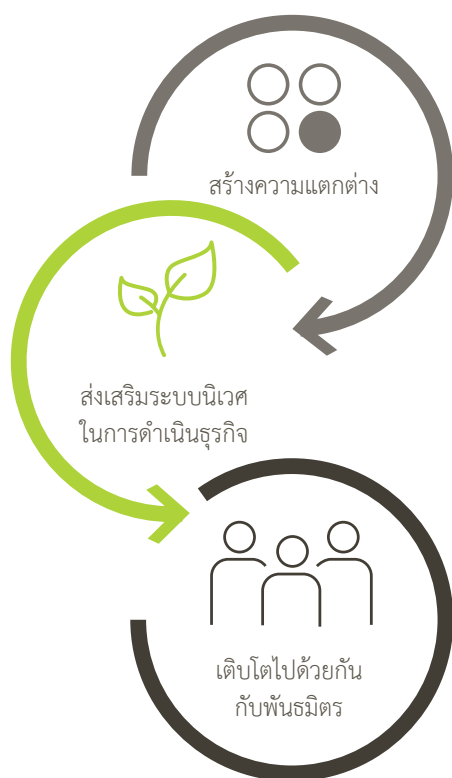 สร้างความแตกต่าง
ส่งเสริมระบบนิเวศ
ในการดำเนินธุรกิจ
เติบโตไปด้วยกัน
กับพันธมิตร